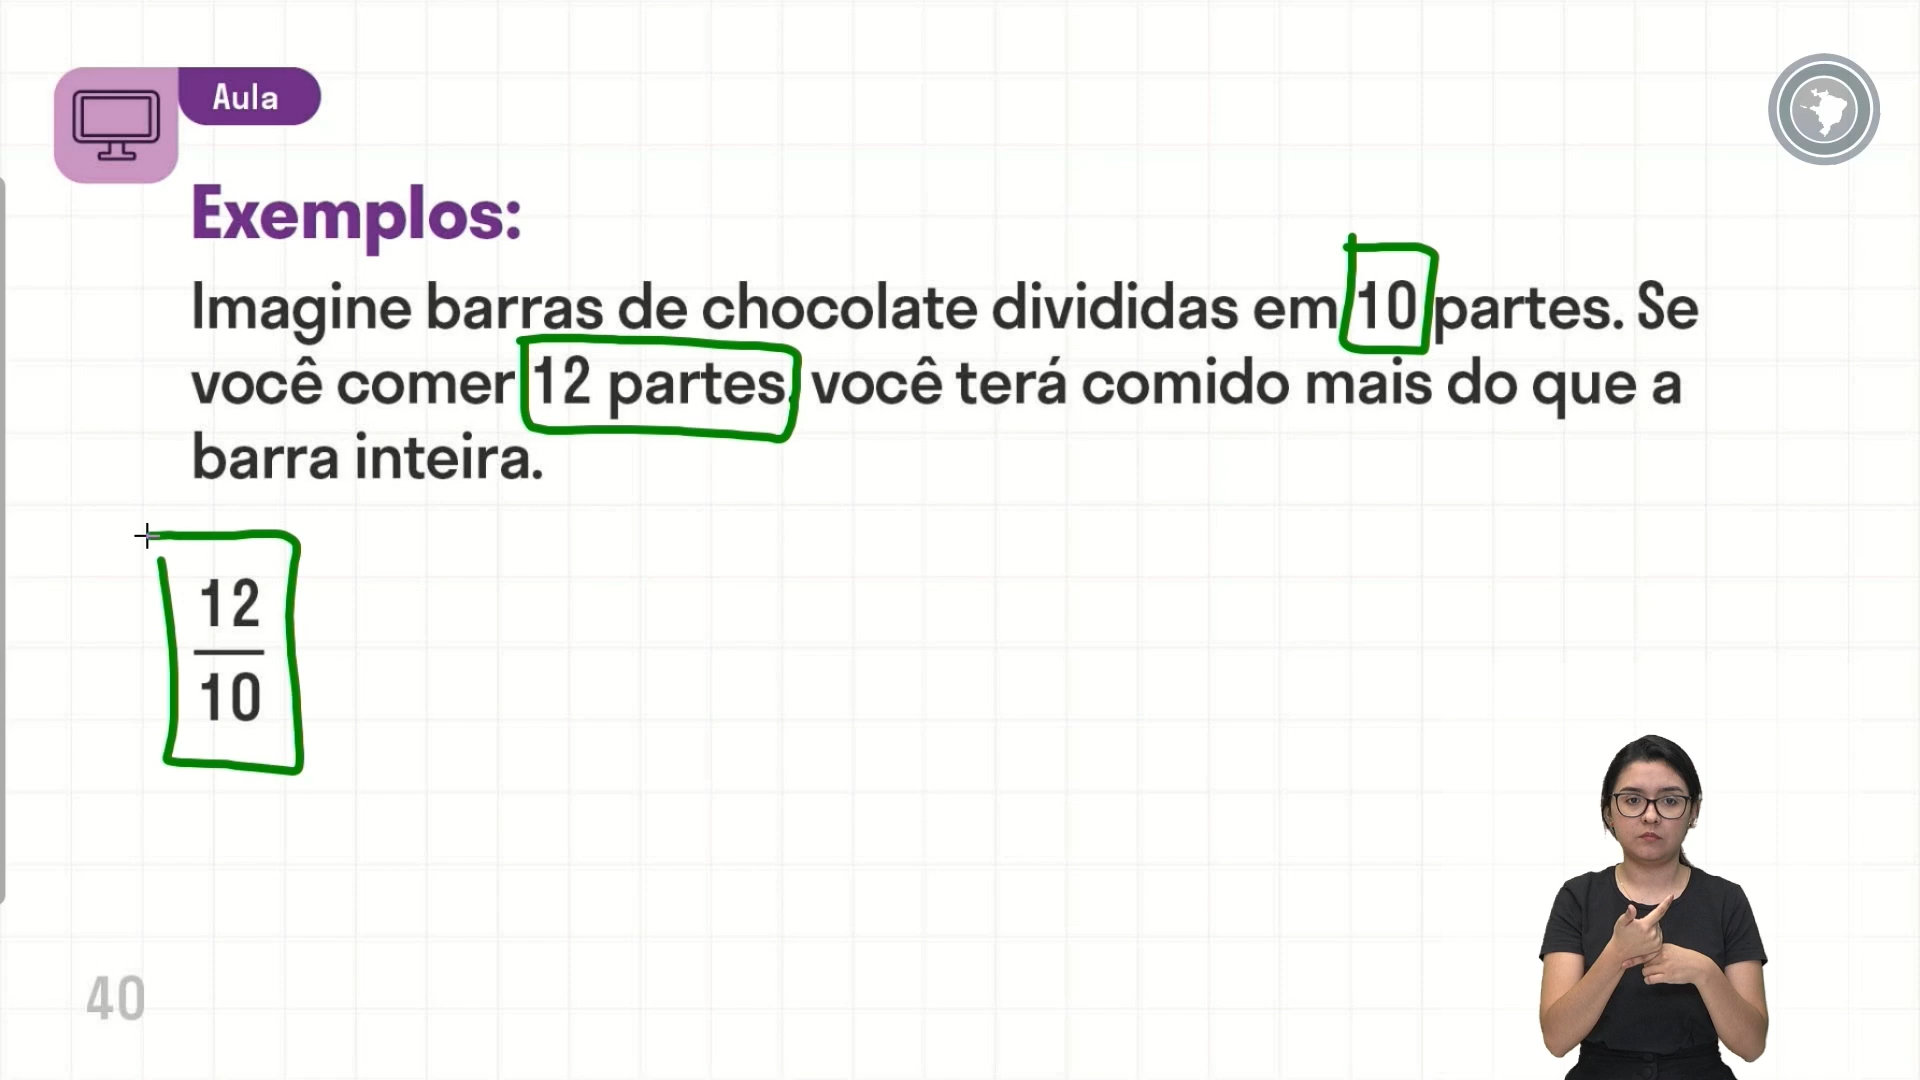 Aula
Exemplos:
Imagine barras de chocolate divididas em 10 partes. Se
você comer 12 partes, você terá comido mais do que a
barra inteira.
12
10
40